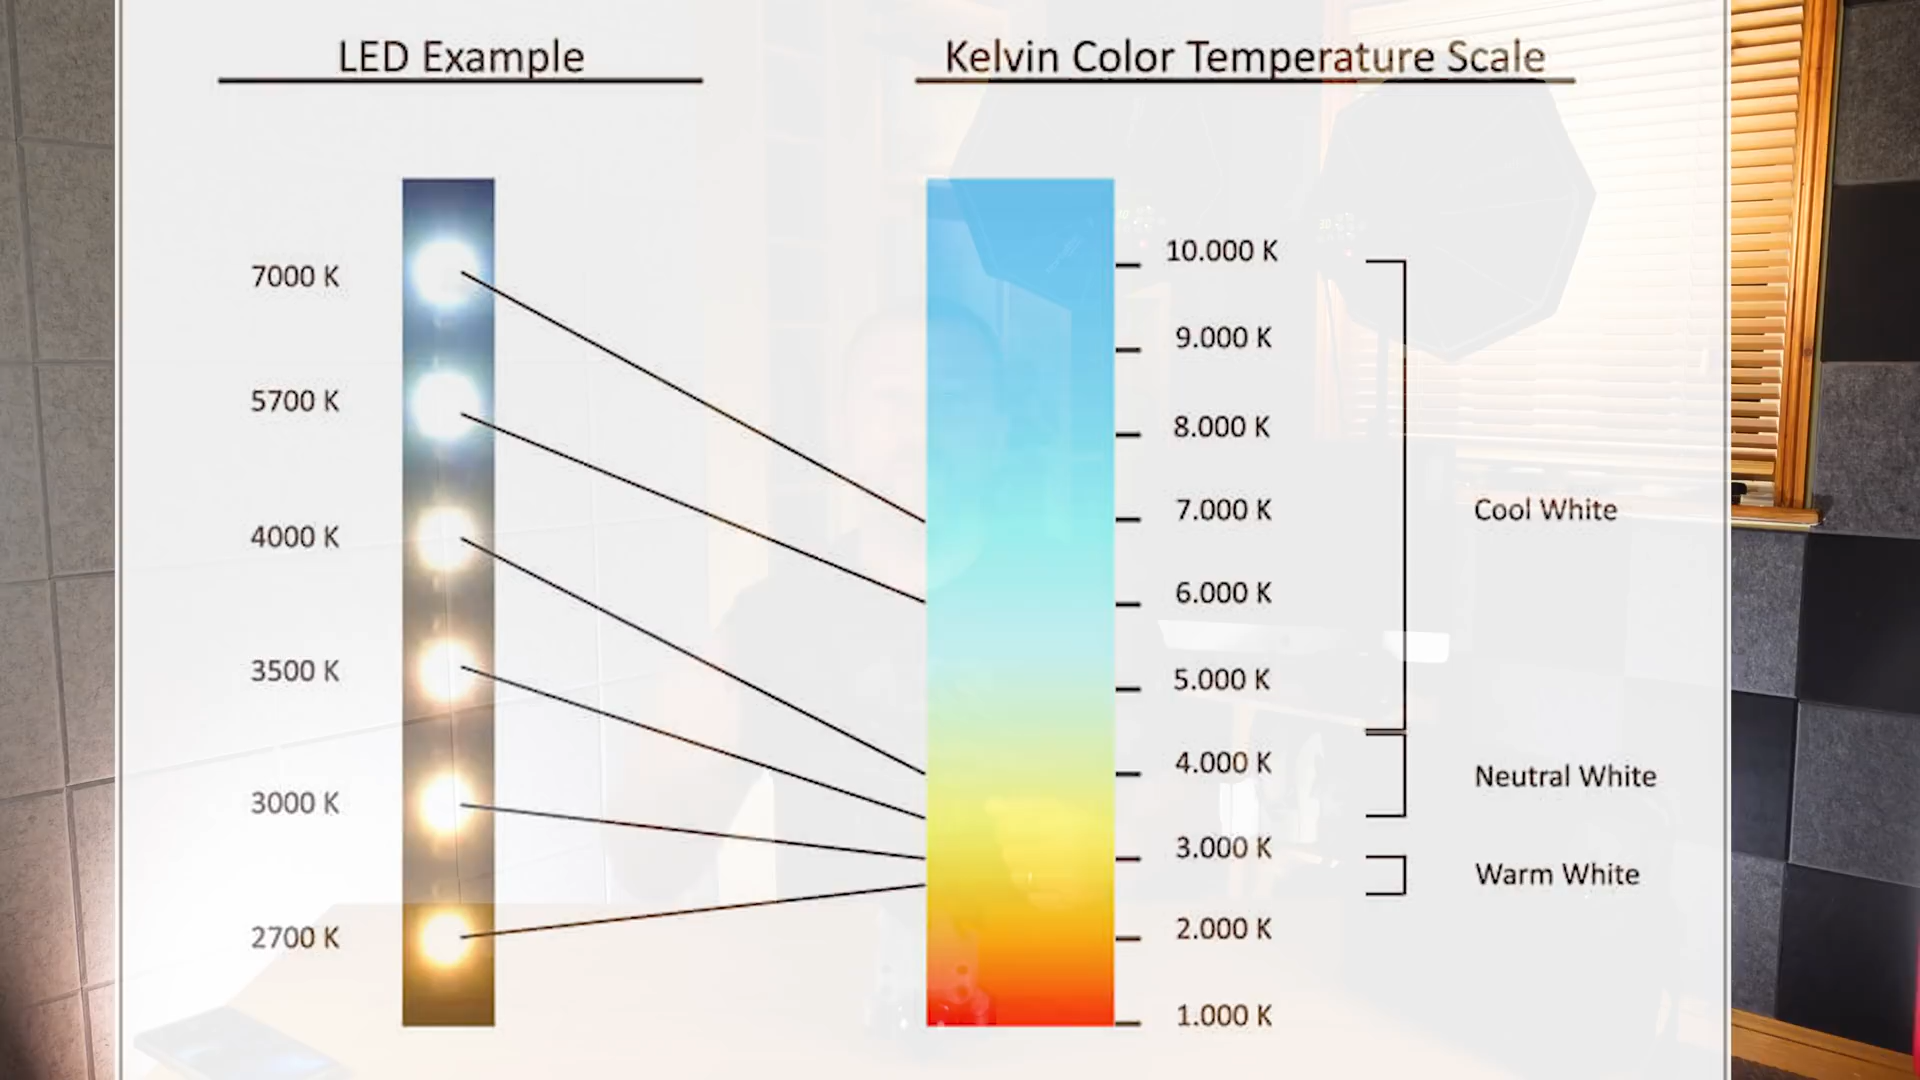 LED Example
Kelvin Color Temperature Scale
7000 K
5700 K
4000 K
3500 K
3000 K
2700 K
10.000 K
9.000 K
8.000 K
7.000 K
6.000 K
5.000 K
4.000 K
3.000 K
2.000 K
1.000 K
Cool White
Neutral White
Warm White